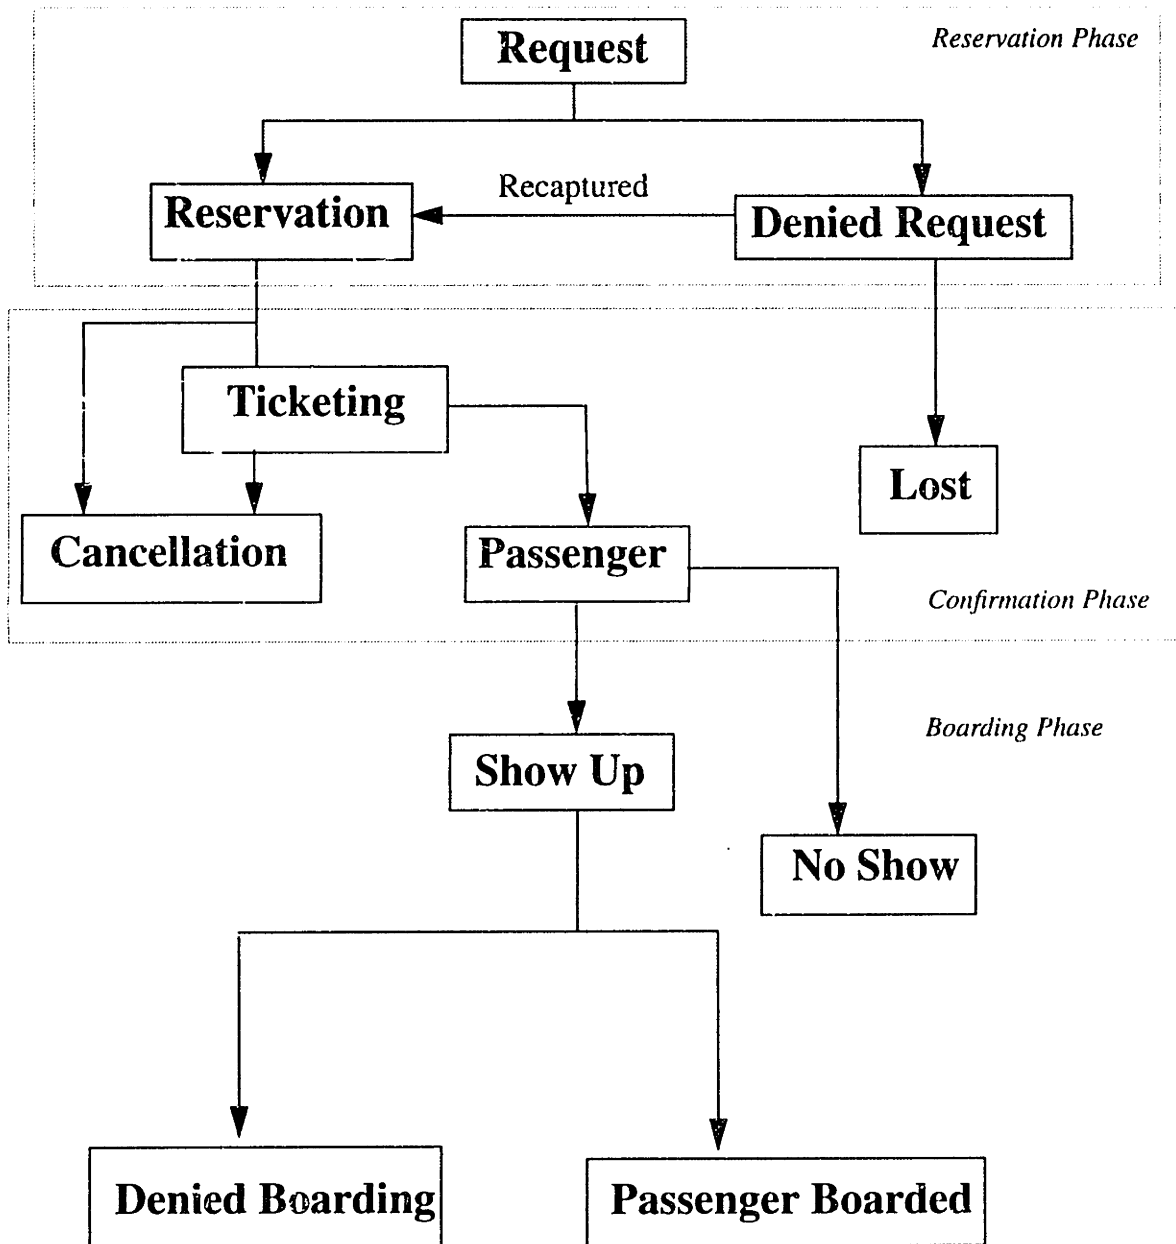 Request
Reservation Phase
Recaptured
Reservation
Denied Request
Ticketing
Lost
Cancellation
Passenger
Confirmation Phase
Boarding Phase
Show Up
No Show
Denied Boarding
Passenger Boarded